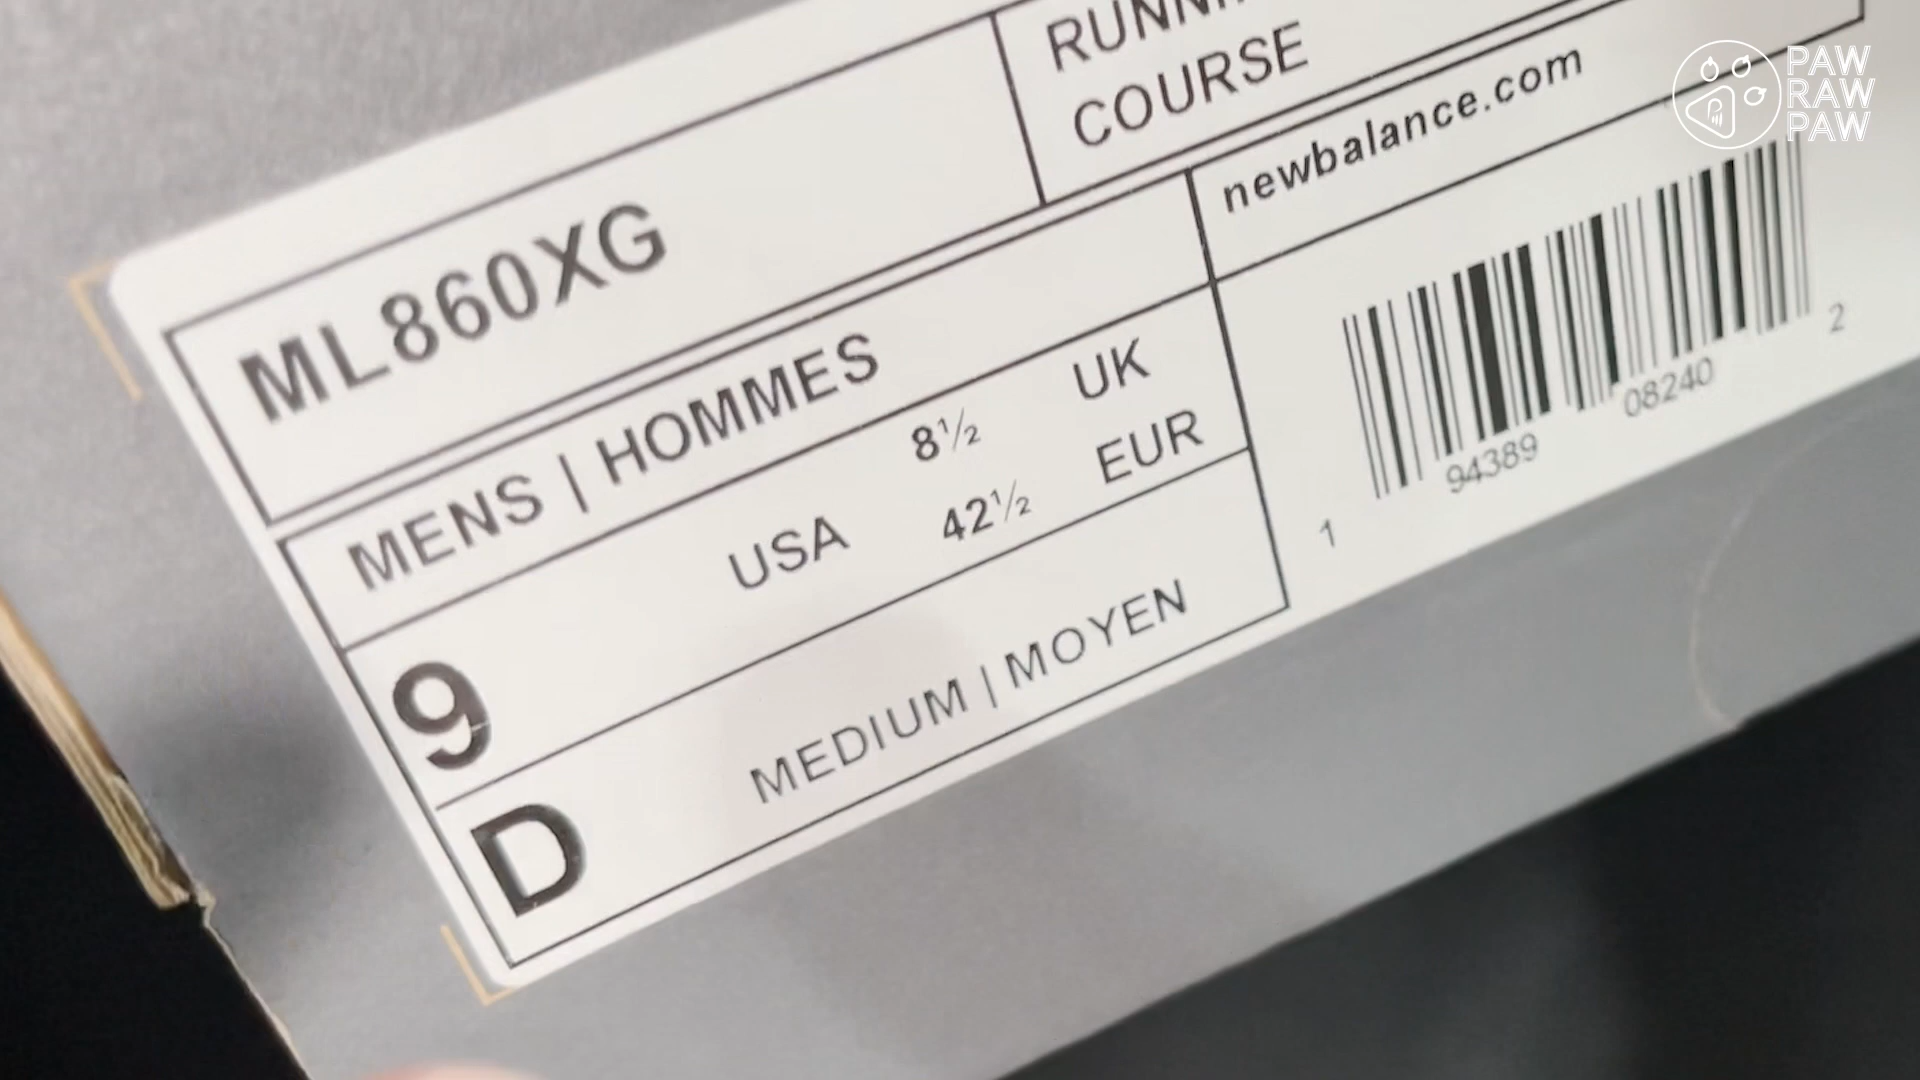 ML860XG
COURSE
newbalance.com
MENS | HOMMES
9 USA 8½ UK
42½ EUR
D MEDIUM | MOYEN
1 94389 08240 2
PAW
RAW
PAW